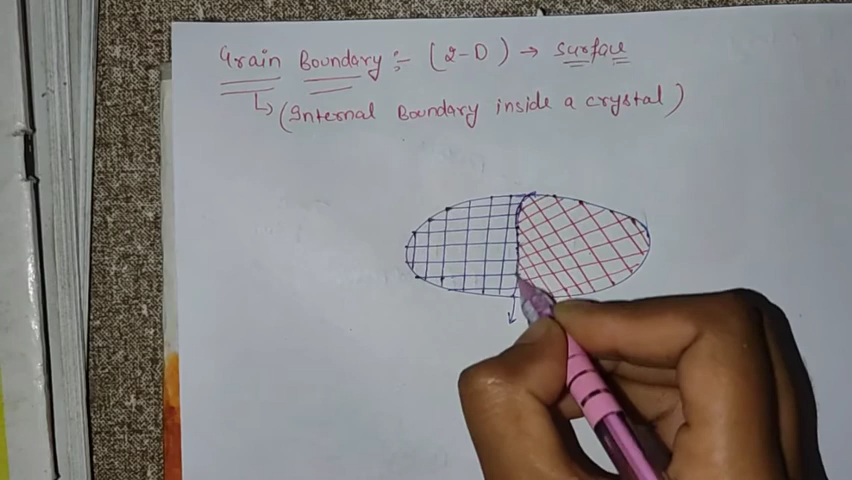 Grain Boundary :- (2-D) → surface
↳ (Internal Boundary inside a crystal)